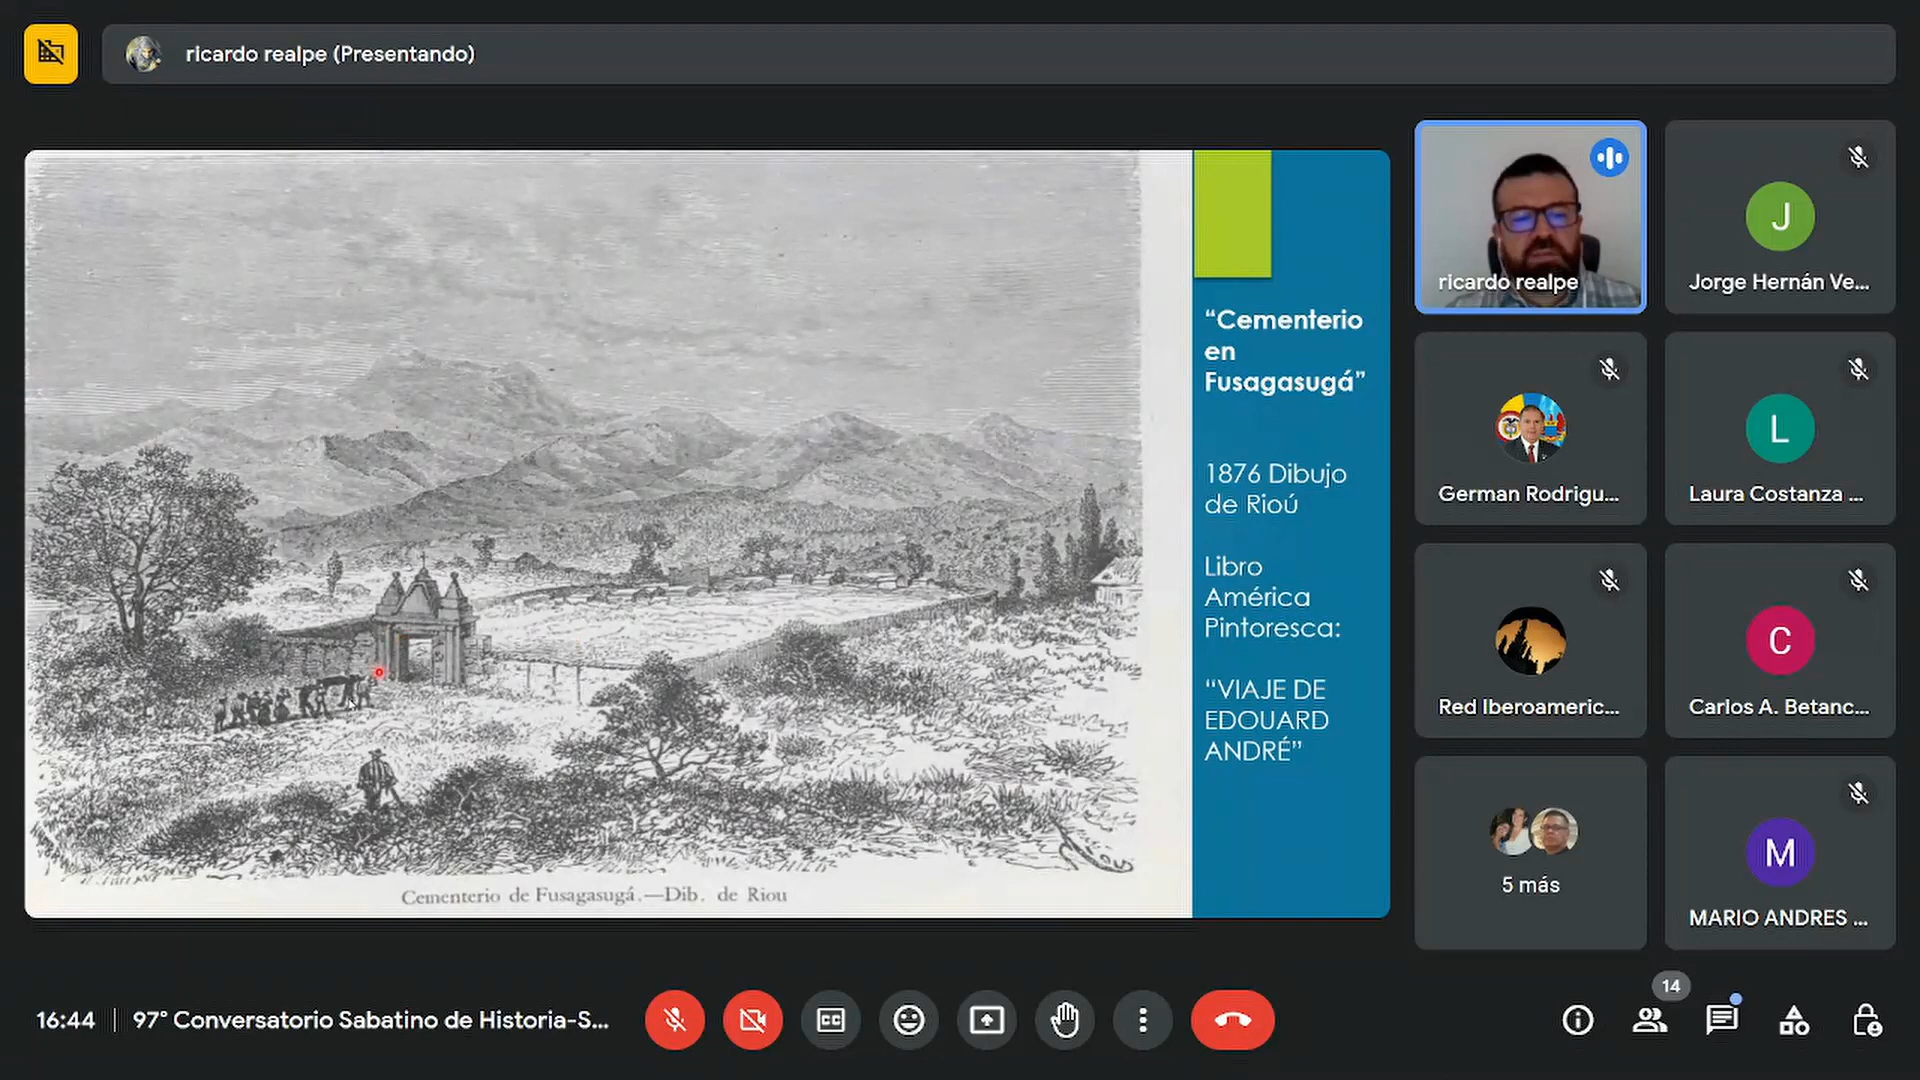 ricardo realpe (Presentando)
“Cementerio
en
Fusagasugá”
1876 Dibujo
de Rioú
Libro
América
Pintoresca:
“VIAJE DE
EDOUARD
ANDRÉ”
Riou
Cementerio de Fusagasugá.—Dib. de Riou
ricardo realpe
J
Jorge Hernán Ve...
German Rodrigu...
L
Laura Costanza ...
Red Iberoameric...
C
Carlos A. Betanc...
5 más
M
MARIO ANDRES ...
16:44
97° Conversatorio Sabatino de Historia-S...
CC
14